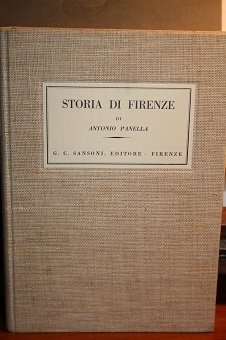 STORIA DI FIRENZE
DI
ANTONIO PANELLA
G. C. SANSONI, EDITORE - FIRENZE